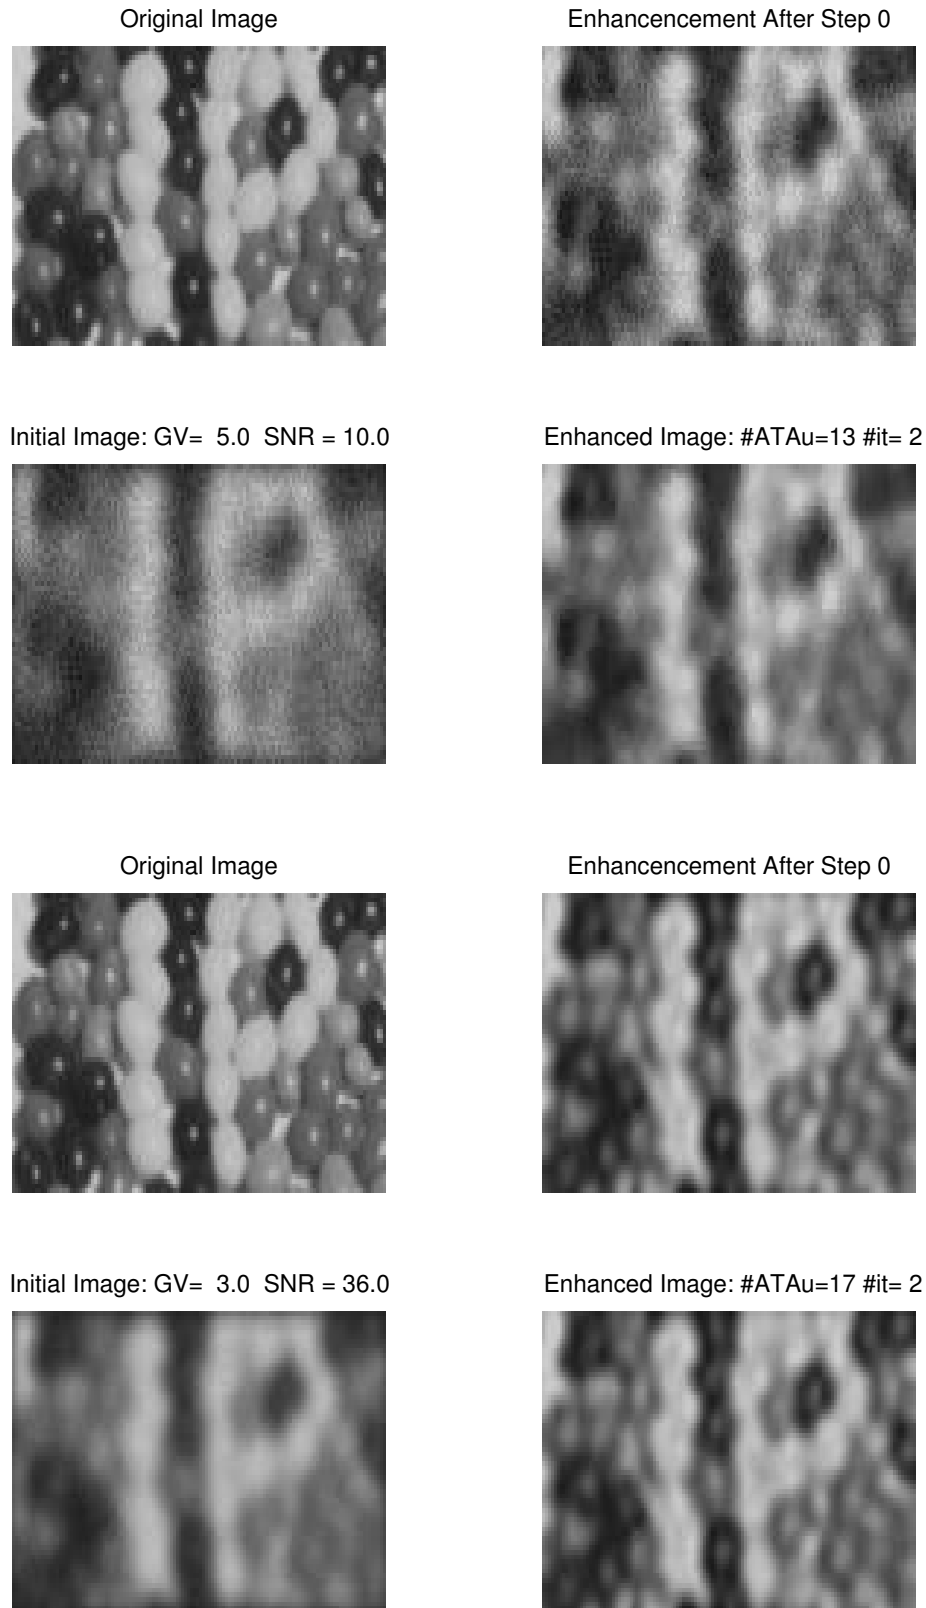 Original Image
Enhancencement After Step 0
Initial Image: GV=  5.0  SNR = 10.0
Enhanced Image: #ATAu=13 #it= 2
Original Image
Enhancencement After Step 0
Initial Image: GV=  3.0  SNR = 36.0
Enhanced Image: #ATAu=17 #it= 2